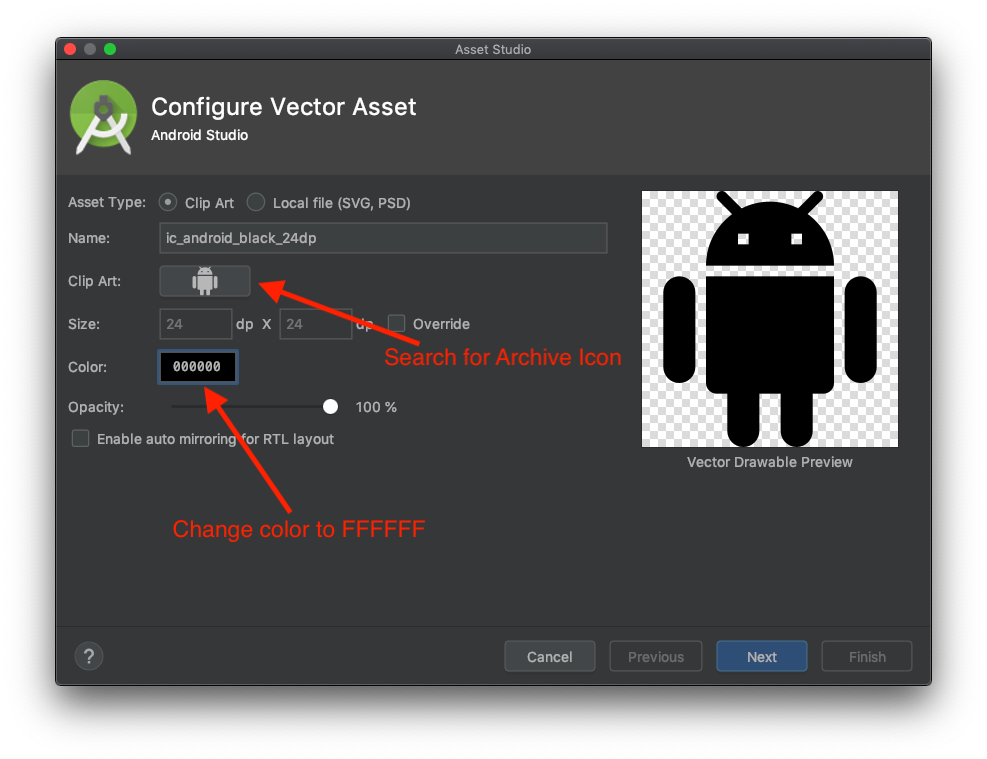 Asset Studio
Configure Vector Asset
Android Studio
Asset Type: Clip Art Local file (SVG, PSD)
Name: ic_android_black_24dp
Clip Art:
Size: 24 dp X 24 dp Override
Search for Archive Icon
Color: 000000
Opacity: 100 %
Enable auto mirroring for RTL layout
Vector Drawable Preview
Change color to FFFFFF
? Cancel Previous Next Finish